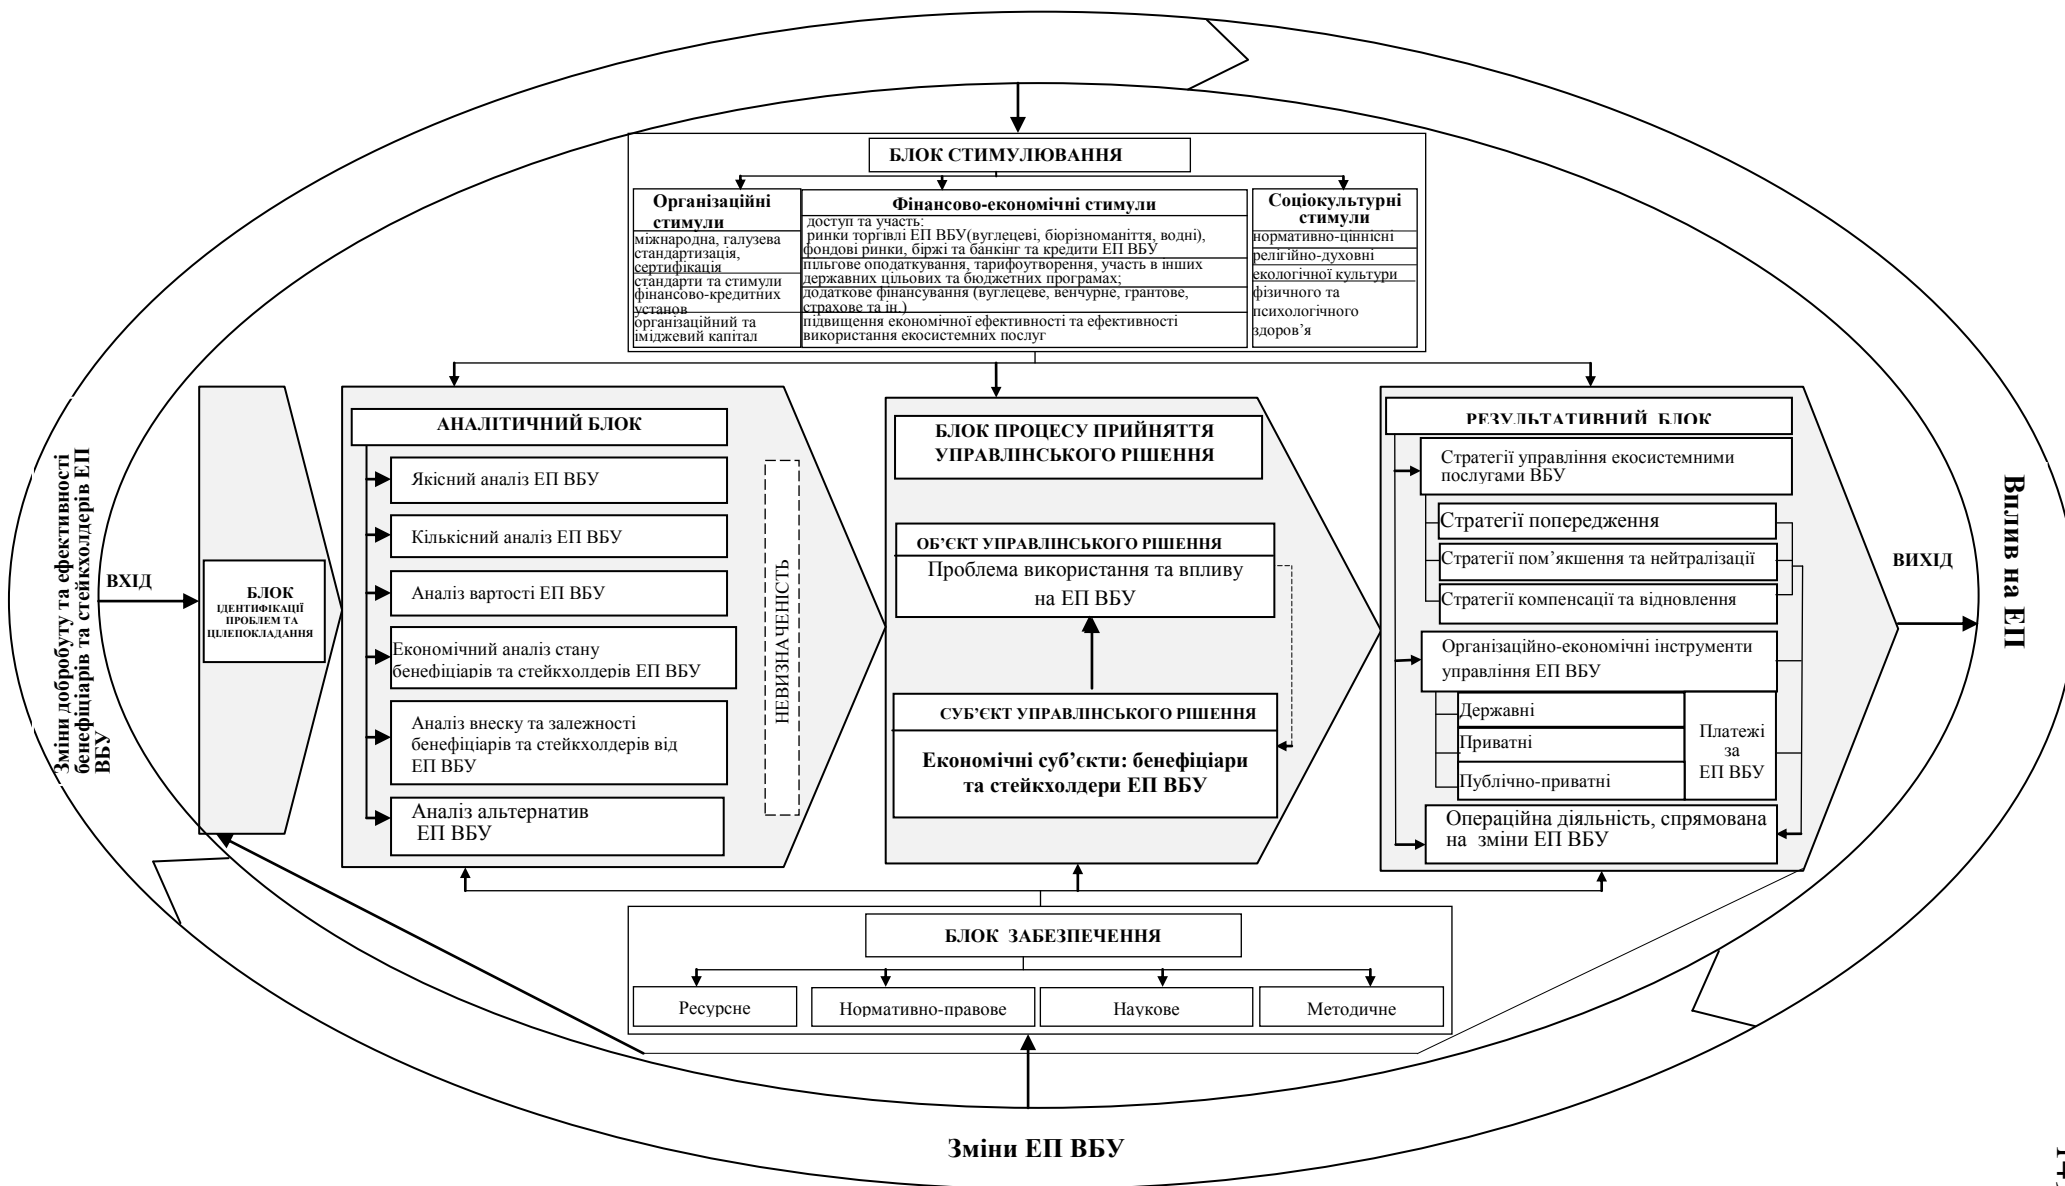 БЛОК СТИМУЛЮВАННЯ
Організаційні
стимули
міжнародна, галузева
стандартизація,
сертифікація
стандарти та стимули
фінансово-кредитних
установ
організаційний та
іміджевий капітал
Фінансово-економічні стимули
доступ та участь:
ринки торгівлі ЕП ВБУ(вуглецеві, біорізноманіття, водні),
фондові ринки, біржі та банкінг та кредити ЕП ВБУ
пільгове оподаткування, тарифоутворення, участь в інших
державних цільових та бюджетних програмах;
додаткове фінансування (вуглецеве, венчурне, грантове,
страхове та ін.)
підвищення економічної ефективності та ефективності
використання екосистемних послуг
Соціокультурні
стимули
нормативно-ціннісні
релігійно-духовні
екологічної культури
фізичного та
психологічного
здоров’я
Зміни добробуту та ефективності
бенефіціарів та стейкхолдерів ЕП
ВБУ
ВХІД
БЛОК
ІДЕНТИФІКАЦІЇ
ПРОБЛЕМ ТА
ЦІЛЕПОКЛАДАННЯ
АНАЛІТИЧНИЙ БЛОК
Якісний аналіз ЕП ВБУ
Кількісний аналіз ЕП ВБУ
Аналіз вартості ЕП ВБУ
Економічний аналіз стану
бенефіціарів та стейкхолдерів ЕП ВБУ
Аналіз внеску та залежності
бенефіціарів та стейкхолдерів від
ЕП ВБУ
Аналіз альтернатив
ЕП ВБУ
НЕВИЗНАЧЕНІСТЬ
БЛОК ПРОЦЕСУ ПРИЙНЯТТЯ
УПРАВЛІНСЬКОГО РІШЕННЯ
ОБ’ЄКТ УПРАВЛІНСЬКОГО РІШЕННЯ
Проблема використання та впливу
на ЕП ВБУ
СУБ’ЄКТ УПРАВЛІНСЬКОГО РІШЕННЯ
Економічні суб’єкти: бенефіціари
та стейкхолдери ЕП ВБУ
РЕЗУЛЬТАТИВНИЙ БЛОК
Стратегії управління екосистемними
послугами ВБУ
Стратегії попередження
Стратегії пом’якшення та нейтралізації
Стратегії компенсації та відновлення
Організаційно-економічні інструменти
управління ЕП ВБУ
Державні
Приватні
Публічно-приватні
Платежі
за
ЕП ВБУ
Операційна діяльність, спрямована
на зміни ЕП ВБУ
ВИХІД
Вплив на ЕП
БЛОК ЗАБЕЗПЕЧЕННЯ
Ресурсне
Нормативно-правове
Наукове
Методичне
Зміни ЕП ВБУ